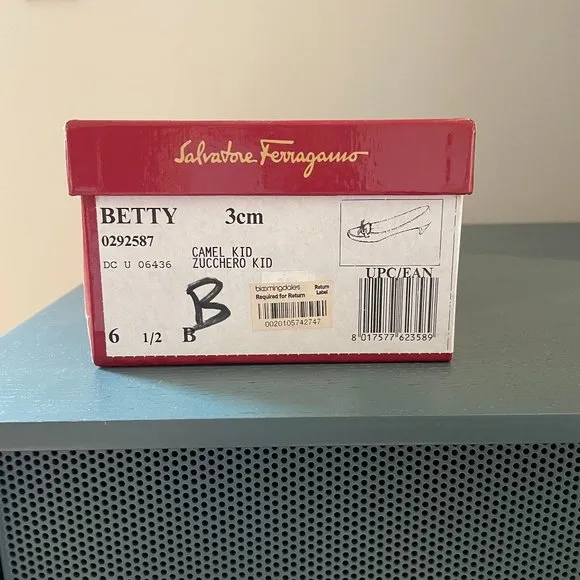 Salvatore Ferragamo
BETTY 3cm
0292587
CAMEL KID
DC U 06436 ZUCCHERO KID
UPC/EAN
B
bloomingdales Return
Required for Return Label
0020105742747
6 1/2 B
8 017577 623589